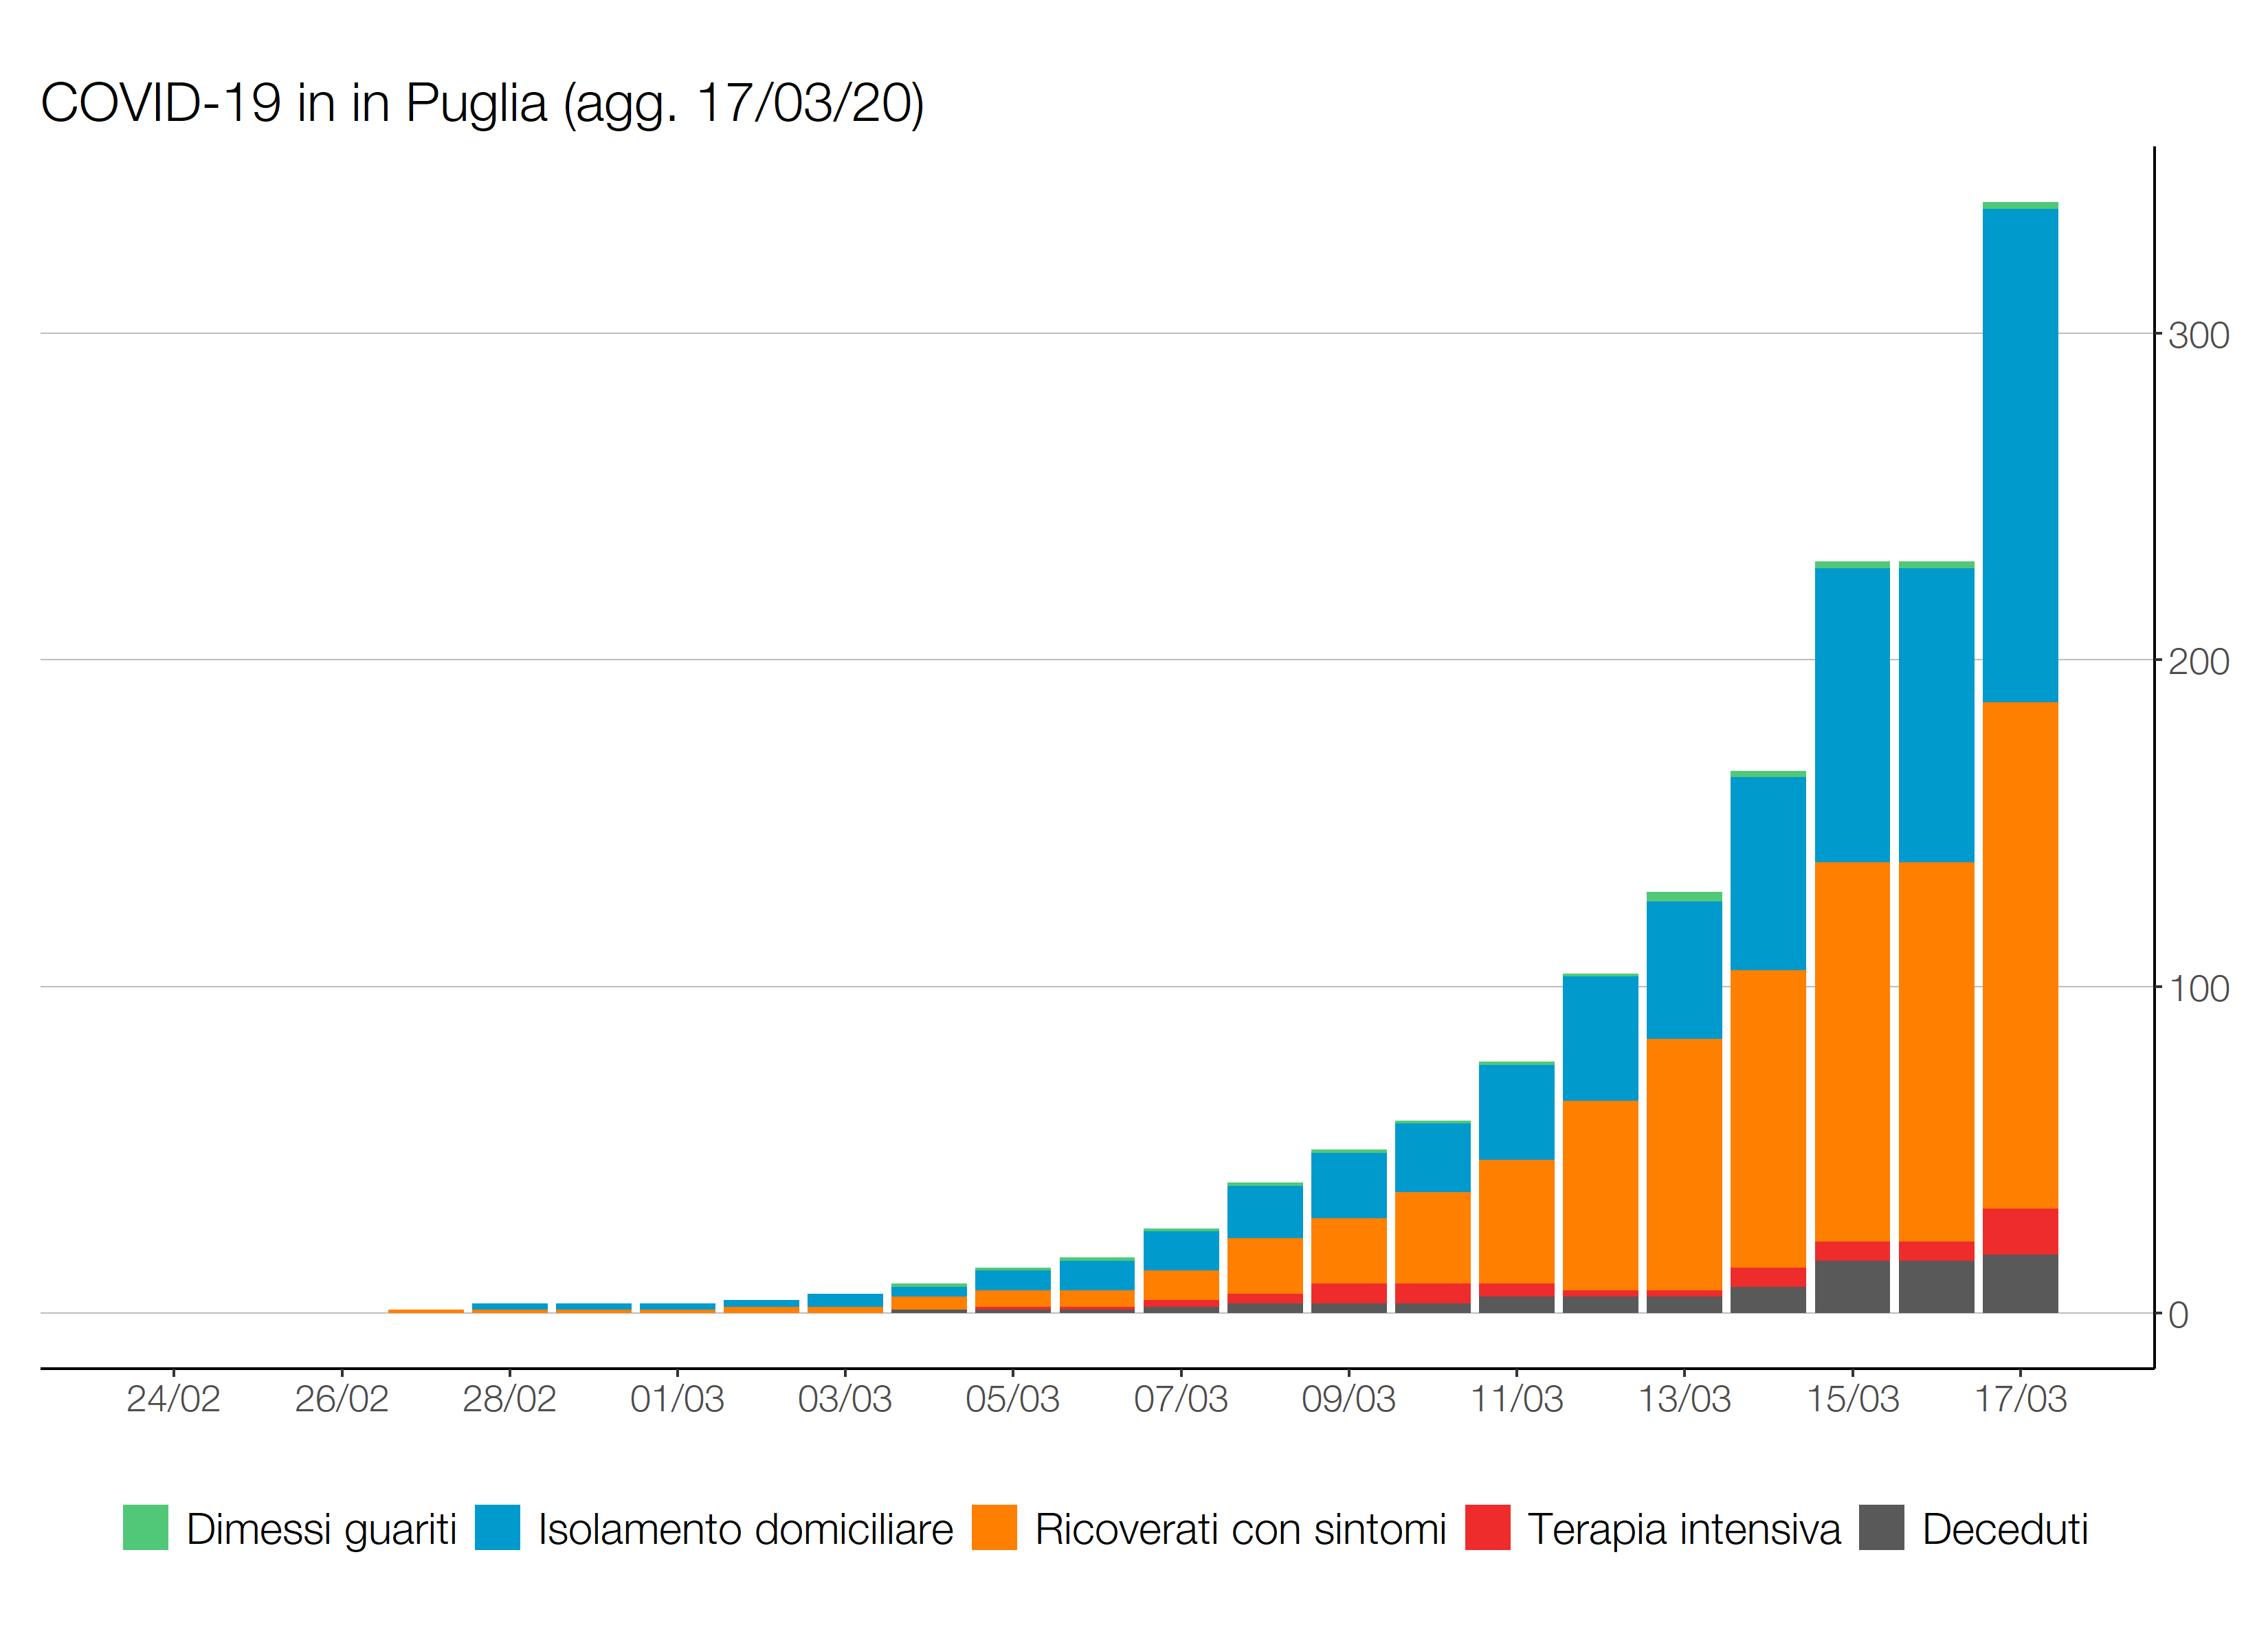 COVID-19 in in Puglia (agg. 17/03/20)
300
200
100
0
24/02 26/02 28/02 01/03 03/03 05/03 07/03 09/03 11/03 13/03 15/03 17/03
Dimessi guariti Isolamento domiciliare Ricoverati con sintomi Terapia intensiva Deceduti